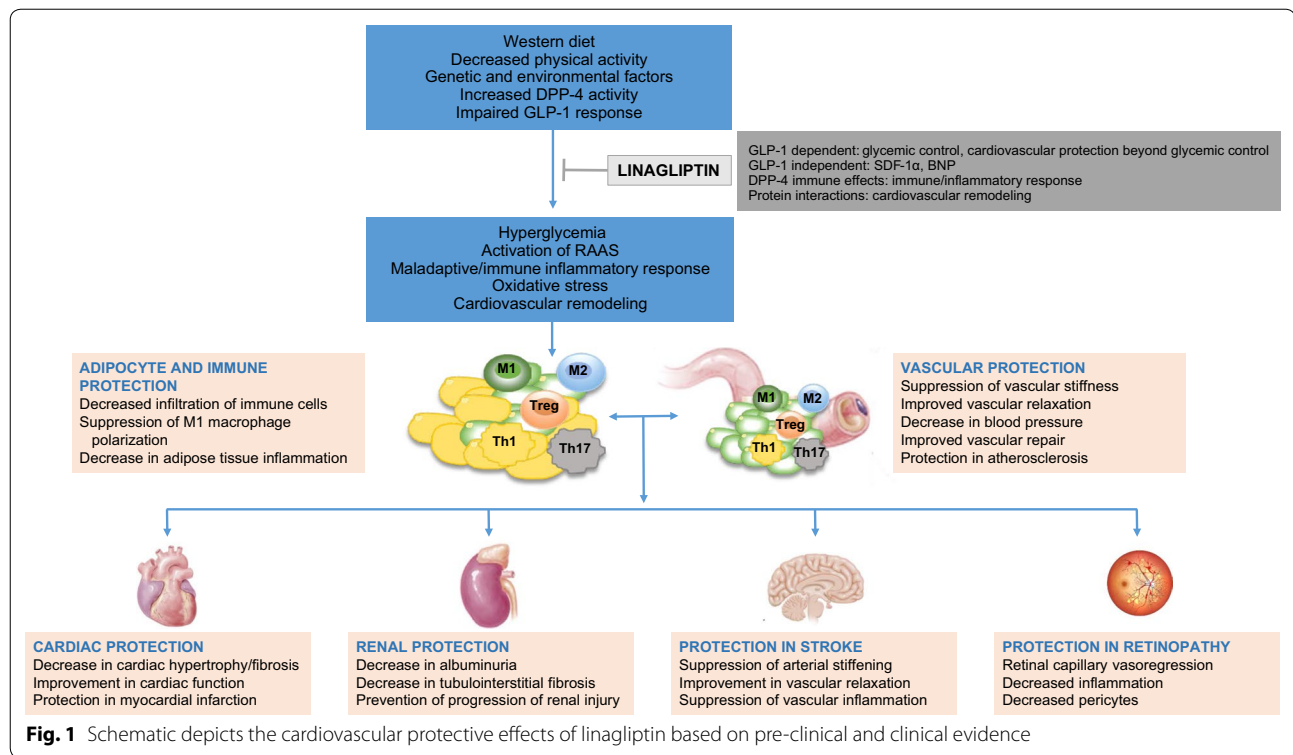 Western diet
Decreased physical activity
Genetic and environmental factors
Increased DPP-4 activity
Impaired GLP-1 response
LINAGLIPTIN
GLP-1 dependent: glycemic control, cardiovascular protection beyond glycemic control
GLP-1 independent: SDF-1α, BNP
DPP-4 immune effects: immune/inflammatory response
Protein interactions: cardiovascular remodeling
Hyperglycemia
Activation of RAAS
Maladaptive/immune inflammatory response
Oxidative stress
Cardiovascular remodeling
ADIPOCYTE AND IMMUNE
PROTECTION
Decreased infiltration of immune cells
Suppression of M1 macrophage
polarization
Decrease in adipose tissue inflammation
M1
M2
Treg
Th1
Th17
M1
M2
Treg
Th1
Th17
VASCULAR PROTECTION
Suppression of vascular stiffness
Improved vascular relaxation
Decrease in blood pressure
Improved vascular repair
Protection in atherosclerosis
CARDIAC PROTECTION
Decrease in cardiac hypertrophy/fibrosis
Improvement in cardiac function
Protection in myocardial infarction
RENAL PROTECTION
Decrease in albuminuria
Decrease in tubulointerstitial fibrosis
Prevention of progression of renal injury
PROTECTION IN STROKE
Suppression of arterial stiffening
Improvement in vascular relaxation
Suppression of vascular inflammation
PROTECTION IN RETINOPATHY
Retinal capillary vasoregression
Decreased inflammation
Decreased pericytes
Fig. 1 Schematic depicts the cardiovascular protective effects of linagliptin based on pre-clinical and clinical evidence